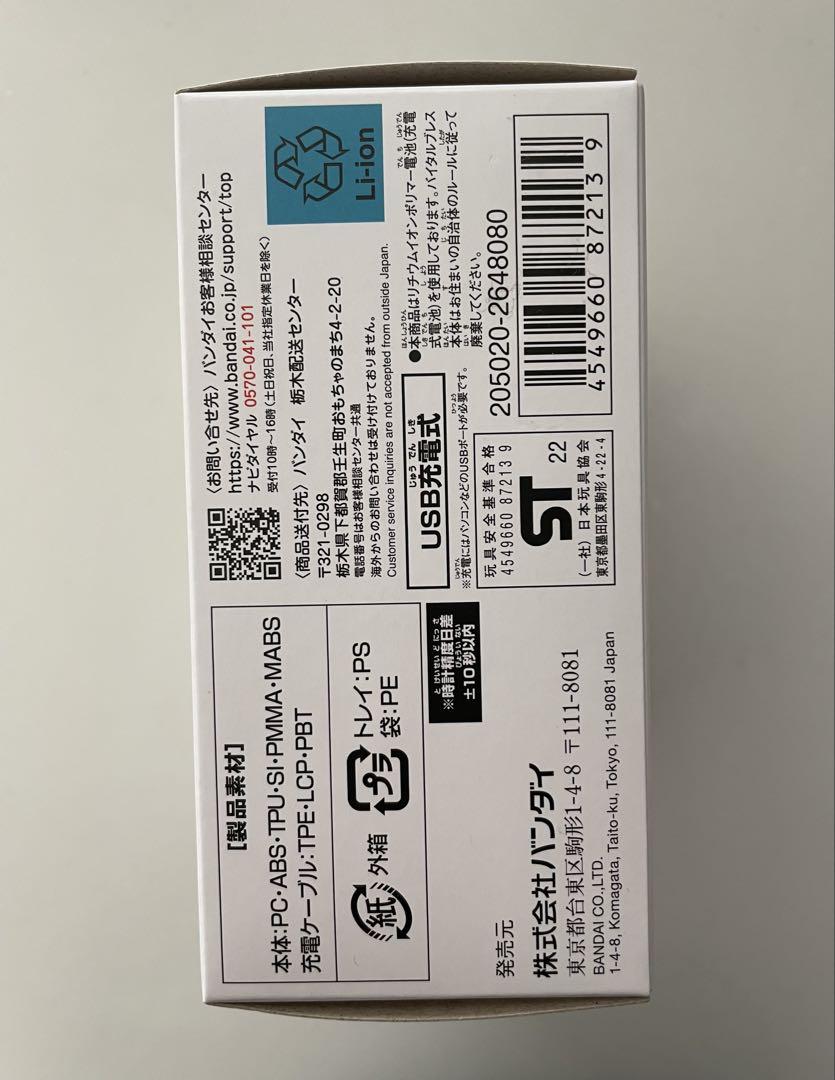 [製品素材]
本体:PC・ABS・TPU・SI・PMMA・MABS
充電ケーブル:TPE・LCP・PBT
紙
外箱
プラ
トレイ:PS
袋:PE
※時計精度日差
±10秒以内
発売元
株式会社バンダイ
東京都台東区駒形1-4-8 〒111-8081
BANDAI CO.,LTD.
1-4-8, Komagata, Taito-ku, Tokyo, 111-8081 Japan
〈お問い合せ先〉バンダイお客様相談センター
https://www.bandai.co.jp/support/top
ナビダイヤル 0570-041-101
受付10時〜16時(土日祝日、当社指定休業日を除く)
〈商品送付先〉バンダイ 栃木配送センター
〒321-0298
栃木県下都賀郡壬生町おもちゃのまち4-2-20
電話番号はお客様相談センター共通
海外からのお問い合わせは受け付けておりません。
Customer service inquiries are not accepted from outside Japan.
Li-ion
USB充電式
※充電にはパソコンなどのUSBポートが必要です。
●本商品はリチウムイオンポリマー電池(充電
式電池)を使用しております。バイタルブレス
本体はお住まいの自治体のルールに従って
廃棄してください。
玩具安全基準合格
4549660 87213 9
ST 22
(一社)日本玩具協会
東京都墨田区東駒形4-22-4
205020-2648080
4549660 872139